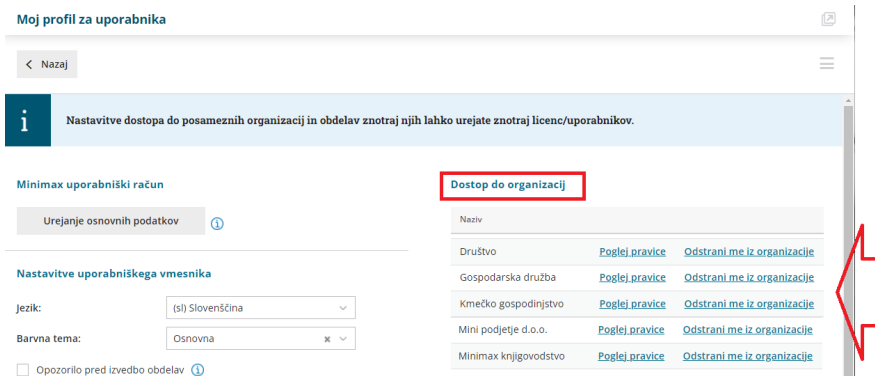 Moj profil za uporabnika
Nazaj
i
Nastavitve dostopa do posameznih organizacij in obdelav znotraj njih lahko urejate znotraj licenc/uporabnikov.
Minimax uporabniški račun
Urejanje osnovnih podatkov
Nastavitve uporabniškega vmesnika
Jezik: (sl) Slovenščina
Barvna tema: Osnovna
Opozorilo pred izvedbo obdelav
Dostop do organizacij
Naziv
Društvo Poglej pravice Odstrani me iz organizacije
Gospodarska družba Poglej pravice Odstrani me iz organizacije
Kmečko gospodinjstvo Poglej pravice Odstrani me iz organizacije
Mini podjetje d.o.o. Poglej pravice Odstrani me iz organizacije
Minimax knjigovodstvo Poglej pravice Odstrani me iz organizacije